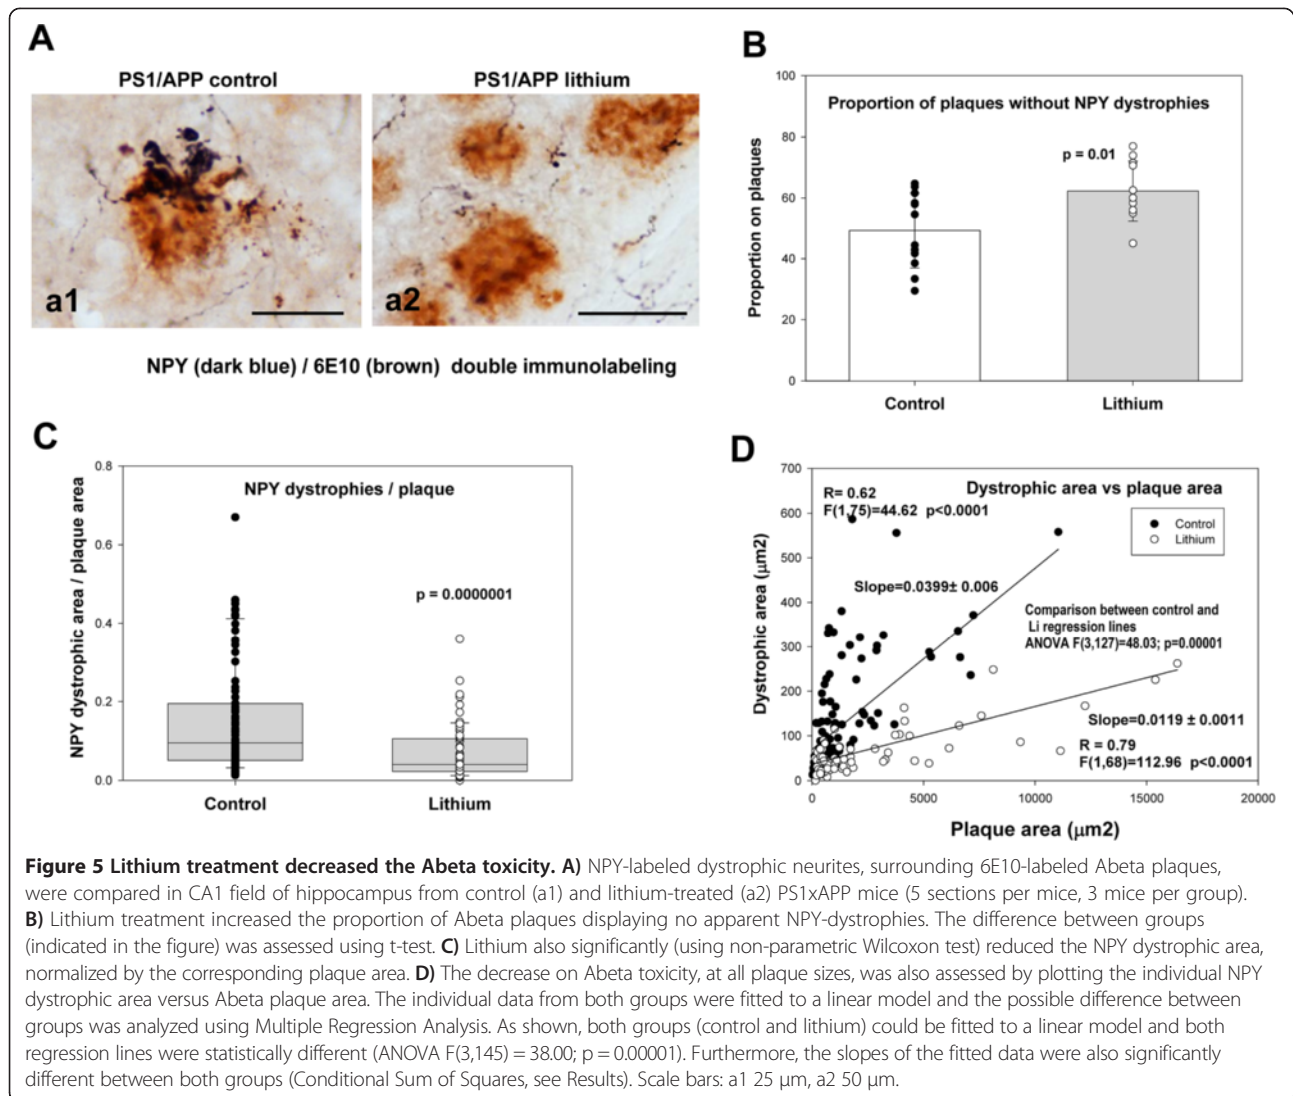 A
PS1/APP control
PS1/APP lithium
a1
a2
NPY (dark blue) / 6E10 (brown) double immunolabeling
B
Proportion of plaques without NPY dystrophies
p = 0.01
Proportion on plaques
100
80
60
40
20
0
Control
Lithium
C
NPY dystrophies / plaque
p = 0.0000001
NPY dystrophic area / plaque area
0.8
0.6
0.4
0.2
0.0
Control
Lithium
D
Dystrophic area vs plaque area
R= 0.62
F(1,75)=44.62 p<0.0001
Control
Lithium
Slope=0.0399± 0.006
Comparison between control and
Li regression lines
ANOVA F(3,127)=48.03; p=0.00001
Slope=0.0119 ± 0.0011
R = 0.79
F(1,68)=112.96 p<0.0001
Dystrophic area (μm2)
700
600
500
400
300
200
100
0
0
5000
10000
15000
20000
Plaque area (μm2)
Figure 5 Lithium treatment decreased the Abeta toxicity. A) NPY-labeled dystrophic neurites, surrounding 6E10-labeled Abeta plaques,
were compared in CA1 field of hippocampus from control (a1) and lithium-treated (a2) PS1xAPP mice (5 sections per mice, 3 mice per group).
B) Lithium treatment increased the proportion of Abeta plaques displaying no apparent NPY-dystrophies. The difference between groups
(indicated in the figure) was assessed using t-test. C) Lithium also significantly (using non-parametric Wilcoxon test) reduced the NPY dystrophic area,
normalized by the corresponding plaque area. D) The decrease on Abeta toxicity, at all plaque sizes, was also assessed by plotting the individual NPY
dystrophic area versus Abeta plaque area. The individual data from both groups were fitted to a linear model and the possible difference between
groups was analyzed using Multiple Regression Analysis. As shown, both groups (control and lithium) could be fitted to a linear model and both
regression lines were statistically different (ANOVA F(3,145) = 38.00; p = 0.00001). Furthermore, the slopes of the fitted data were also significantly
different between both groups (Conditional Sum of Squares, see Results). Scale bars: a1 25 μm, a2 50 μm.